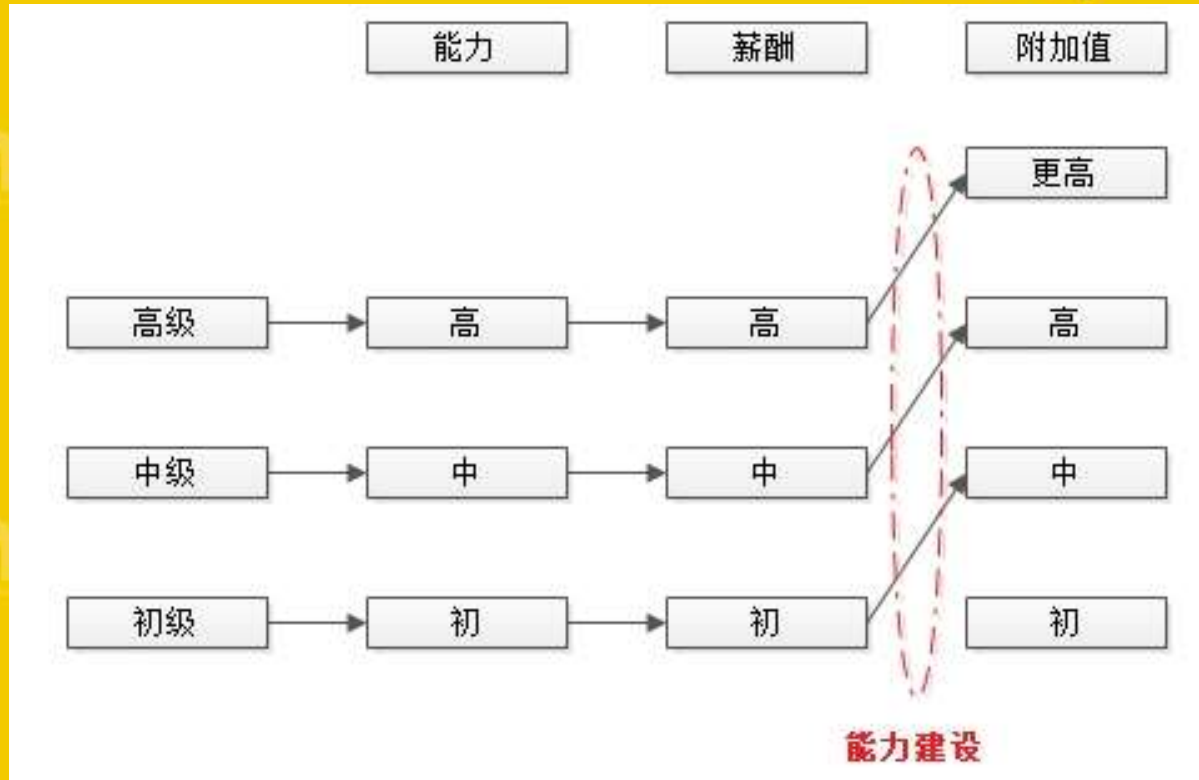 能力 薪酬 附加值
更高
高级 高 高 高
中级 中 中 中
初级 初 初 初
能力建设